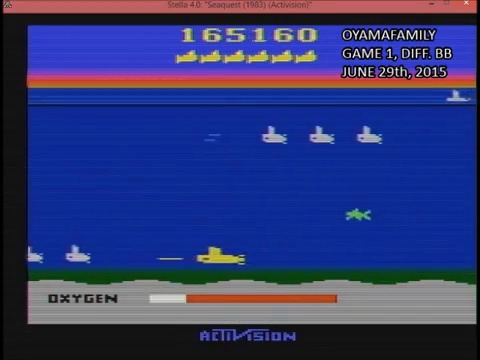 Stella 4.0: "Seaquest (1983) (Activision)"
165160
OYAMAFAMILY
GAME 1, DIFF. BB
JUNE 29th, 2015
OXYGEN
ACTIVISION